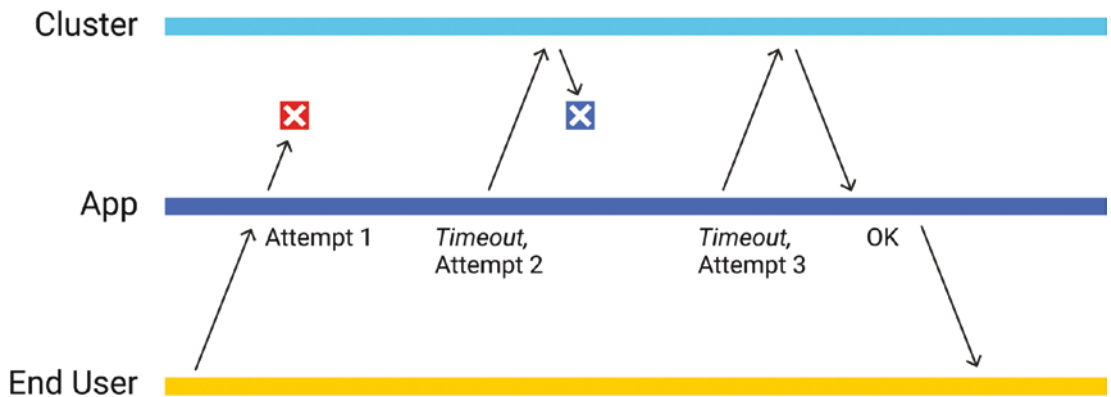 Cluster
App
Attempt 1
Timeout,
Attempt 2
Timeout,
Attempt 3
OK
End User